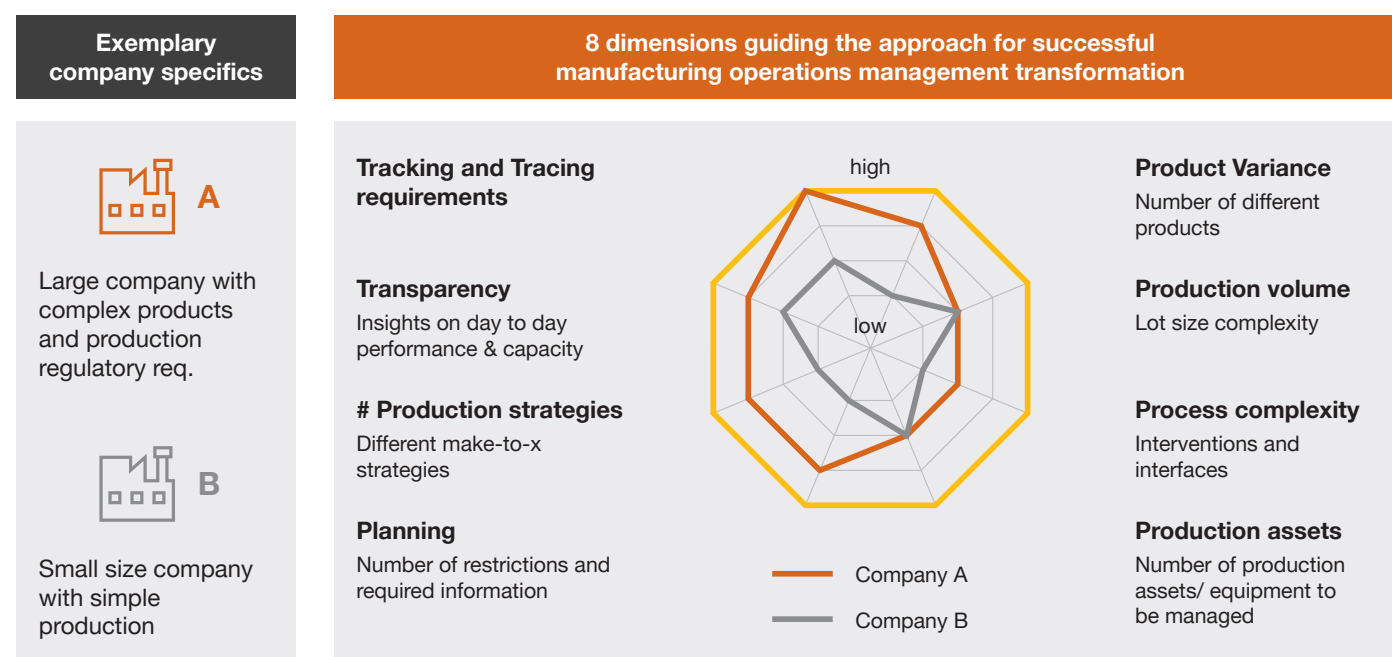 Exemplary
company specifics
8 dimensions guiding the approach for successful
manufacturing operations management transformation
A
Large company with
complex products
and production
regulatory req.
B
Small size company
with simple
production
Tracking and Tracing
requirements
Transparency
Insights on day to day
performance & capacity
# Production strategies
Different make-to-x
strategies
Planning
Number of restrictions and
required information
high
low
Company A
Company B
Product Variance
Number of different
products
Production volume
Lot size complexity
Process complexity
Interventions and
interfaces
Production assets
Number of production
assets/ equipment to
be managed